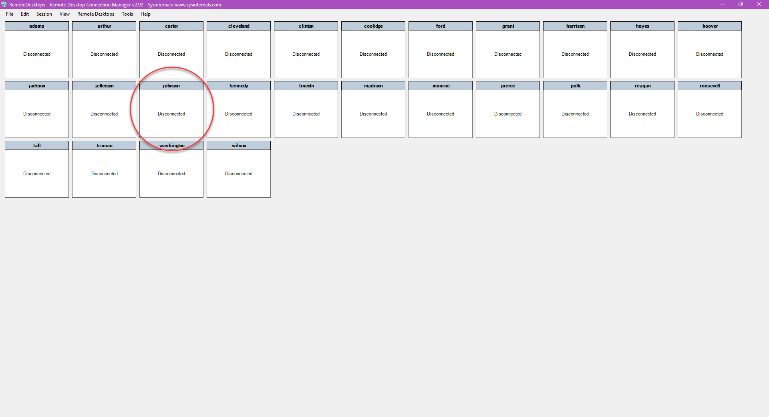 RemoteDesktops - Remote Desktop Connection Manager v2.90 - Sysinternals: www.sysinternals.com
File Edit Session View Remote Desktops Tools Help
adams arthur carter cleveland clinton coolidge ford grant harrison hayes hoover
Disconnected Disconnected Disconnected Disconnected Disconnected Disconnected Disconnected Disconnected Disconnected Disconnected Disconnected
jackson jefferson johnson kennedy lincoln madison monroe pierce polk reagan roosevelt
Disconnected Disconnected Disconnected Disconnected Disconnected Disconnected Disconnected Disconnected Disconnected Disconnected Disconnected
taft truman washington wilson
Disconnected Disconnected Disconnected Disconnected